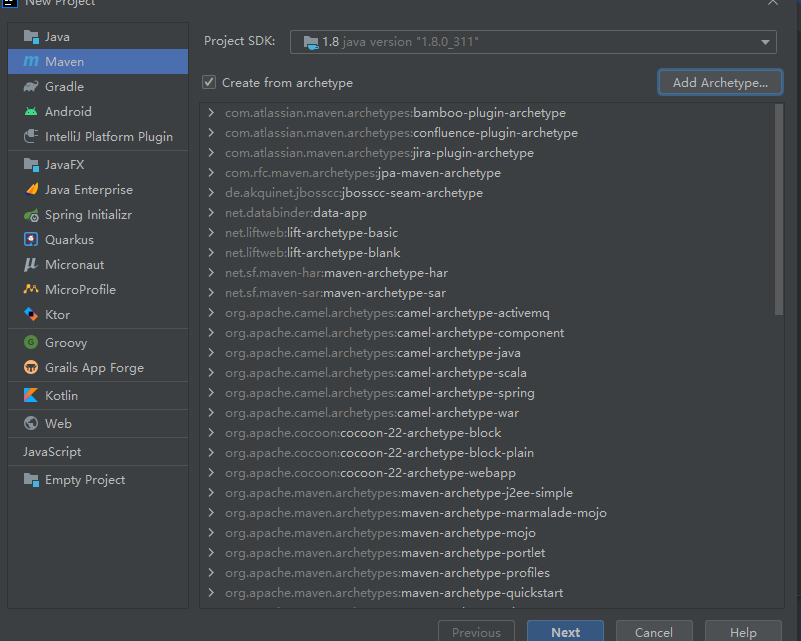 New Project
Java
Maven
Gradle
Android
IntelliJ Platform Plugin
JavaFX
Java Enterprise
Spring Initializr
Quarkus
Micronaut
MicroProfile
Ktor
Groovy
Grails App Forge
Kotlin
Web
JavaScript
Empty Project
Project SDK: 1.8 java version "1.8.0_311"
Create from archetype
Add Archetype...
com.atlassian.maven.archetypes:bamboo-plugin-archetype
com.atlassian.maven.archetypes:confluence-plugin-archetype
com.atlassian.maven.archetypes:jira-plugin-archetype
com.rfc.maven.archetypes:jpa-maven-archetype
de.akquinet.jbosscc:jbosscc-seam-archetype
net.databinder:data-app
net.liftweb:lift-archetype-basic
net.liftweb:lift-archetype-blank
net.sf.maven-har:maven-archetype-har
net.sf.maven-sar:maven-archetype-sar
org.apache.camel.archetypes:camel-archetype-activemq
org.apache.camel.archetypes:camel-archetype-component
org.apache.camel.archetypes:camel-archetype-java
org.apache.camel.archetypes:camel-archetype-scala
org.apache.camel.archetypes:camel-archetype-spring
org.apache.camel.archetypes:camel-archetype-war
org.apache.cocoon:cocoon-22-archetype-block
org.apache.cocoon:cocoon-22-archetype-block-plain
org.apache.cocoon:cocoon-22-archetype-webapp
org.apache.maven.archetypes:maven-archetype-j2ee-simple
org.apache.maven.archetypes:maven-archetype-marmalade-mojo
org.apache.maven.archetypes:maven-archetype-mojo
org.apache.maven.archetypes:maven-archetype-portlet
org.apache.maven.archetypes:maven-archetype-profiles
org.apache.maven.archetypes:maven-archetype-quickstart
Previous
Next
Cancel
Help